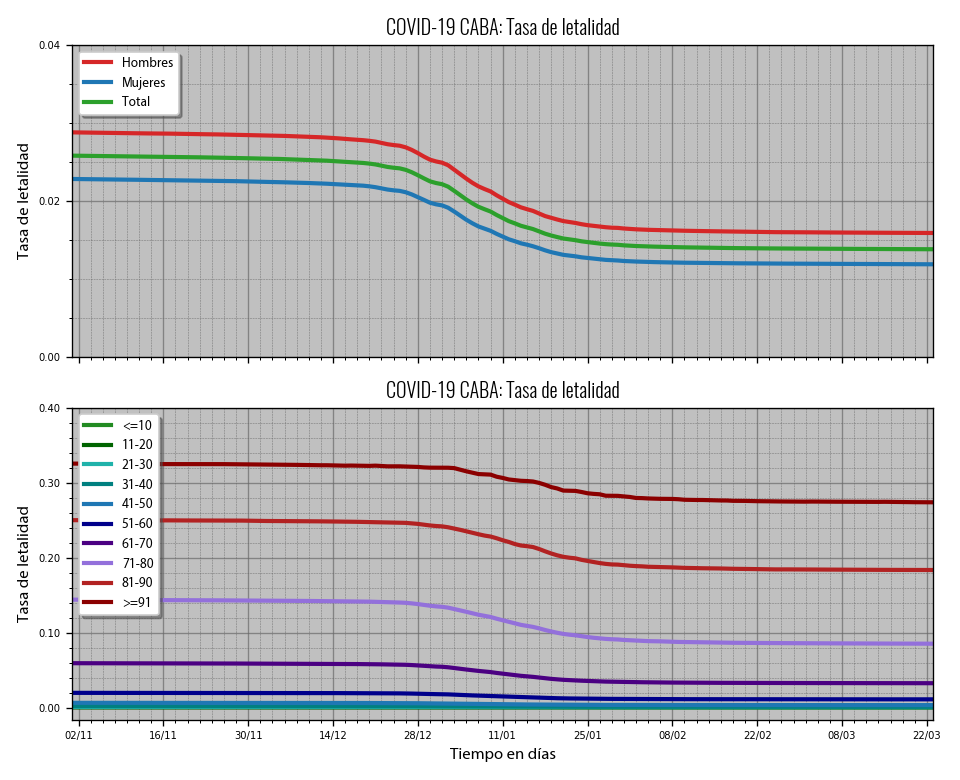 COVID-19 CABA: Tasa de letalidad
0.04
0.02
0.00
Tasa de letalidad
Hombres
Mujeres
Total
COVID-19 CABA: Tasa de letalidad
0.40
0.30
0.20
0.10
0.00
Tasa de letalidad
<=10
11-20
21-30
31-40
41-50
51-60
61-70
71-80
81-90
>=91
02/11 16/11 30/11 14/12 28/12 11/01 25/01 08/02 22/02 08/03 22/03
Tiempo en días